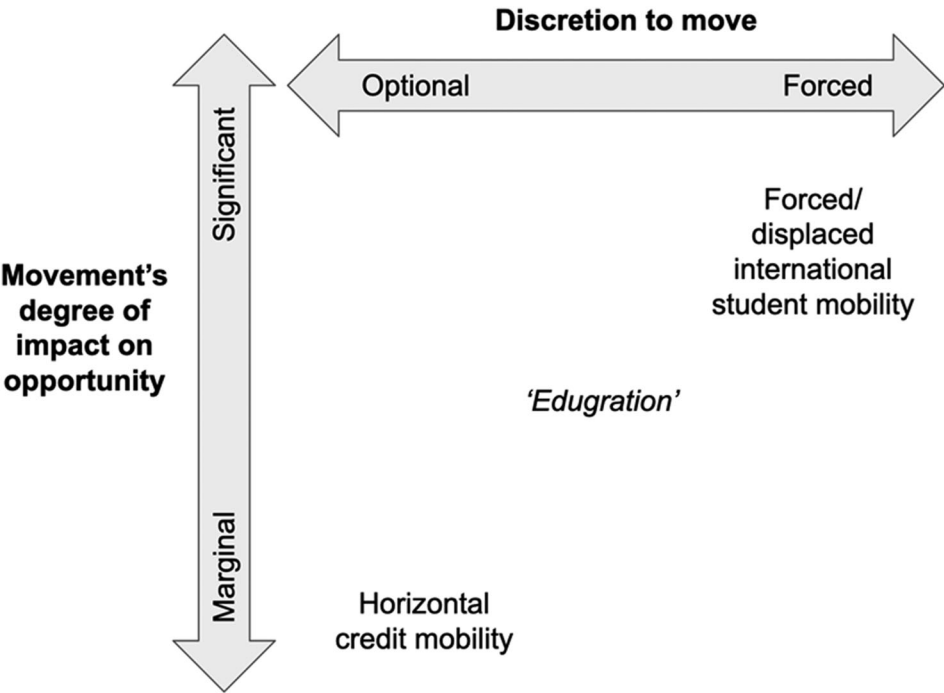 Discretion to move
Optional
Forced
Significant
Marginal
Movement’s
degree of
impact on
opportunity
Forced/
displaced
international
student mobility
‘Edugration’
Horizontal
credit mobility